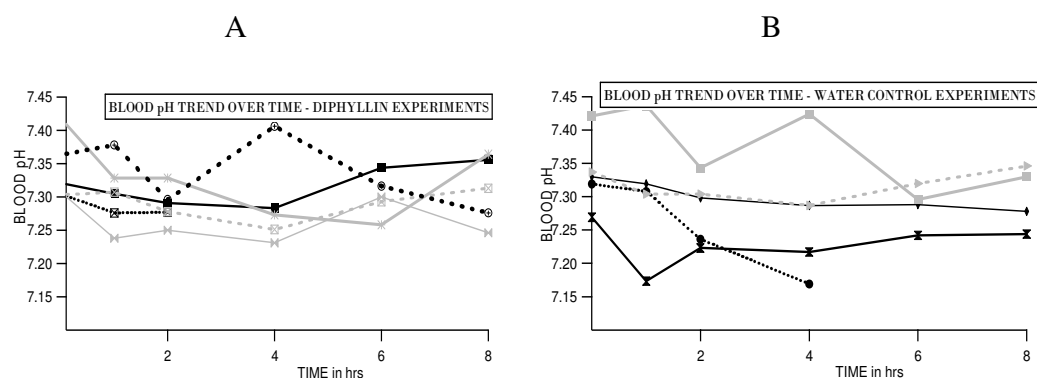 A
B
BLOOD pH TREND OVER TIME - DIPHYLLIN EXPERIMENTS
BLOOD pH
7.45
7.40
7.35
7.30
7.25
7.20
7.15
2
4
6
8
TIME in hrs
BLOOD pH TREND OVER TIME - WATER CONTROL EXPERIMENTS
BLOOD pH
7.45
7.40
7.35
7.30
7.25
7.20
7.15
2
4
6
8
TIME in hrs